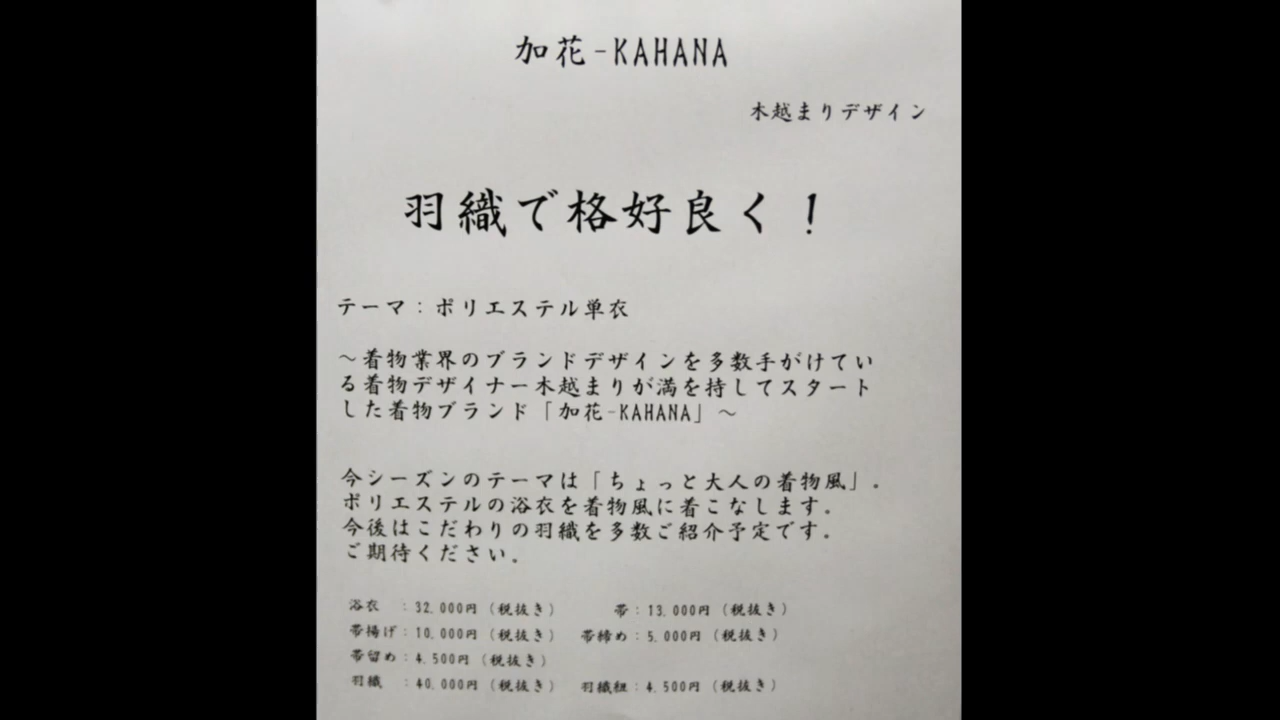 加花-KAHANA
木越まりデザイン
羽織で格好良く！
テーマ：ポリエステル単衣
～着物業界のブランドデザインを多数手がけてい
る着物デザイナー木越まりが満を持してスタート
した着物ブランド「加花-KAHANA」～
今シーズンのテーマは「ちょっと大人の着物風」。
ポリエステルの浴衣を着物風に着こなします。
今後はこだわりの羽織を多数ご紹介予定です。
ご期待ください。
浴衣　：32,000円（税抜き）　帯：13,000円（税抜き）
帯揚げ：10,000円（税抜き）　帯締め：5,000円（税抜き）
帯留め：4,500円（税抜き）
羽織　：40,000円（税抜き）　羽織紐：4,500円（税抜き）